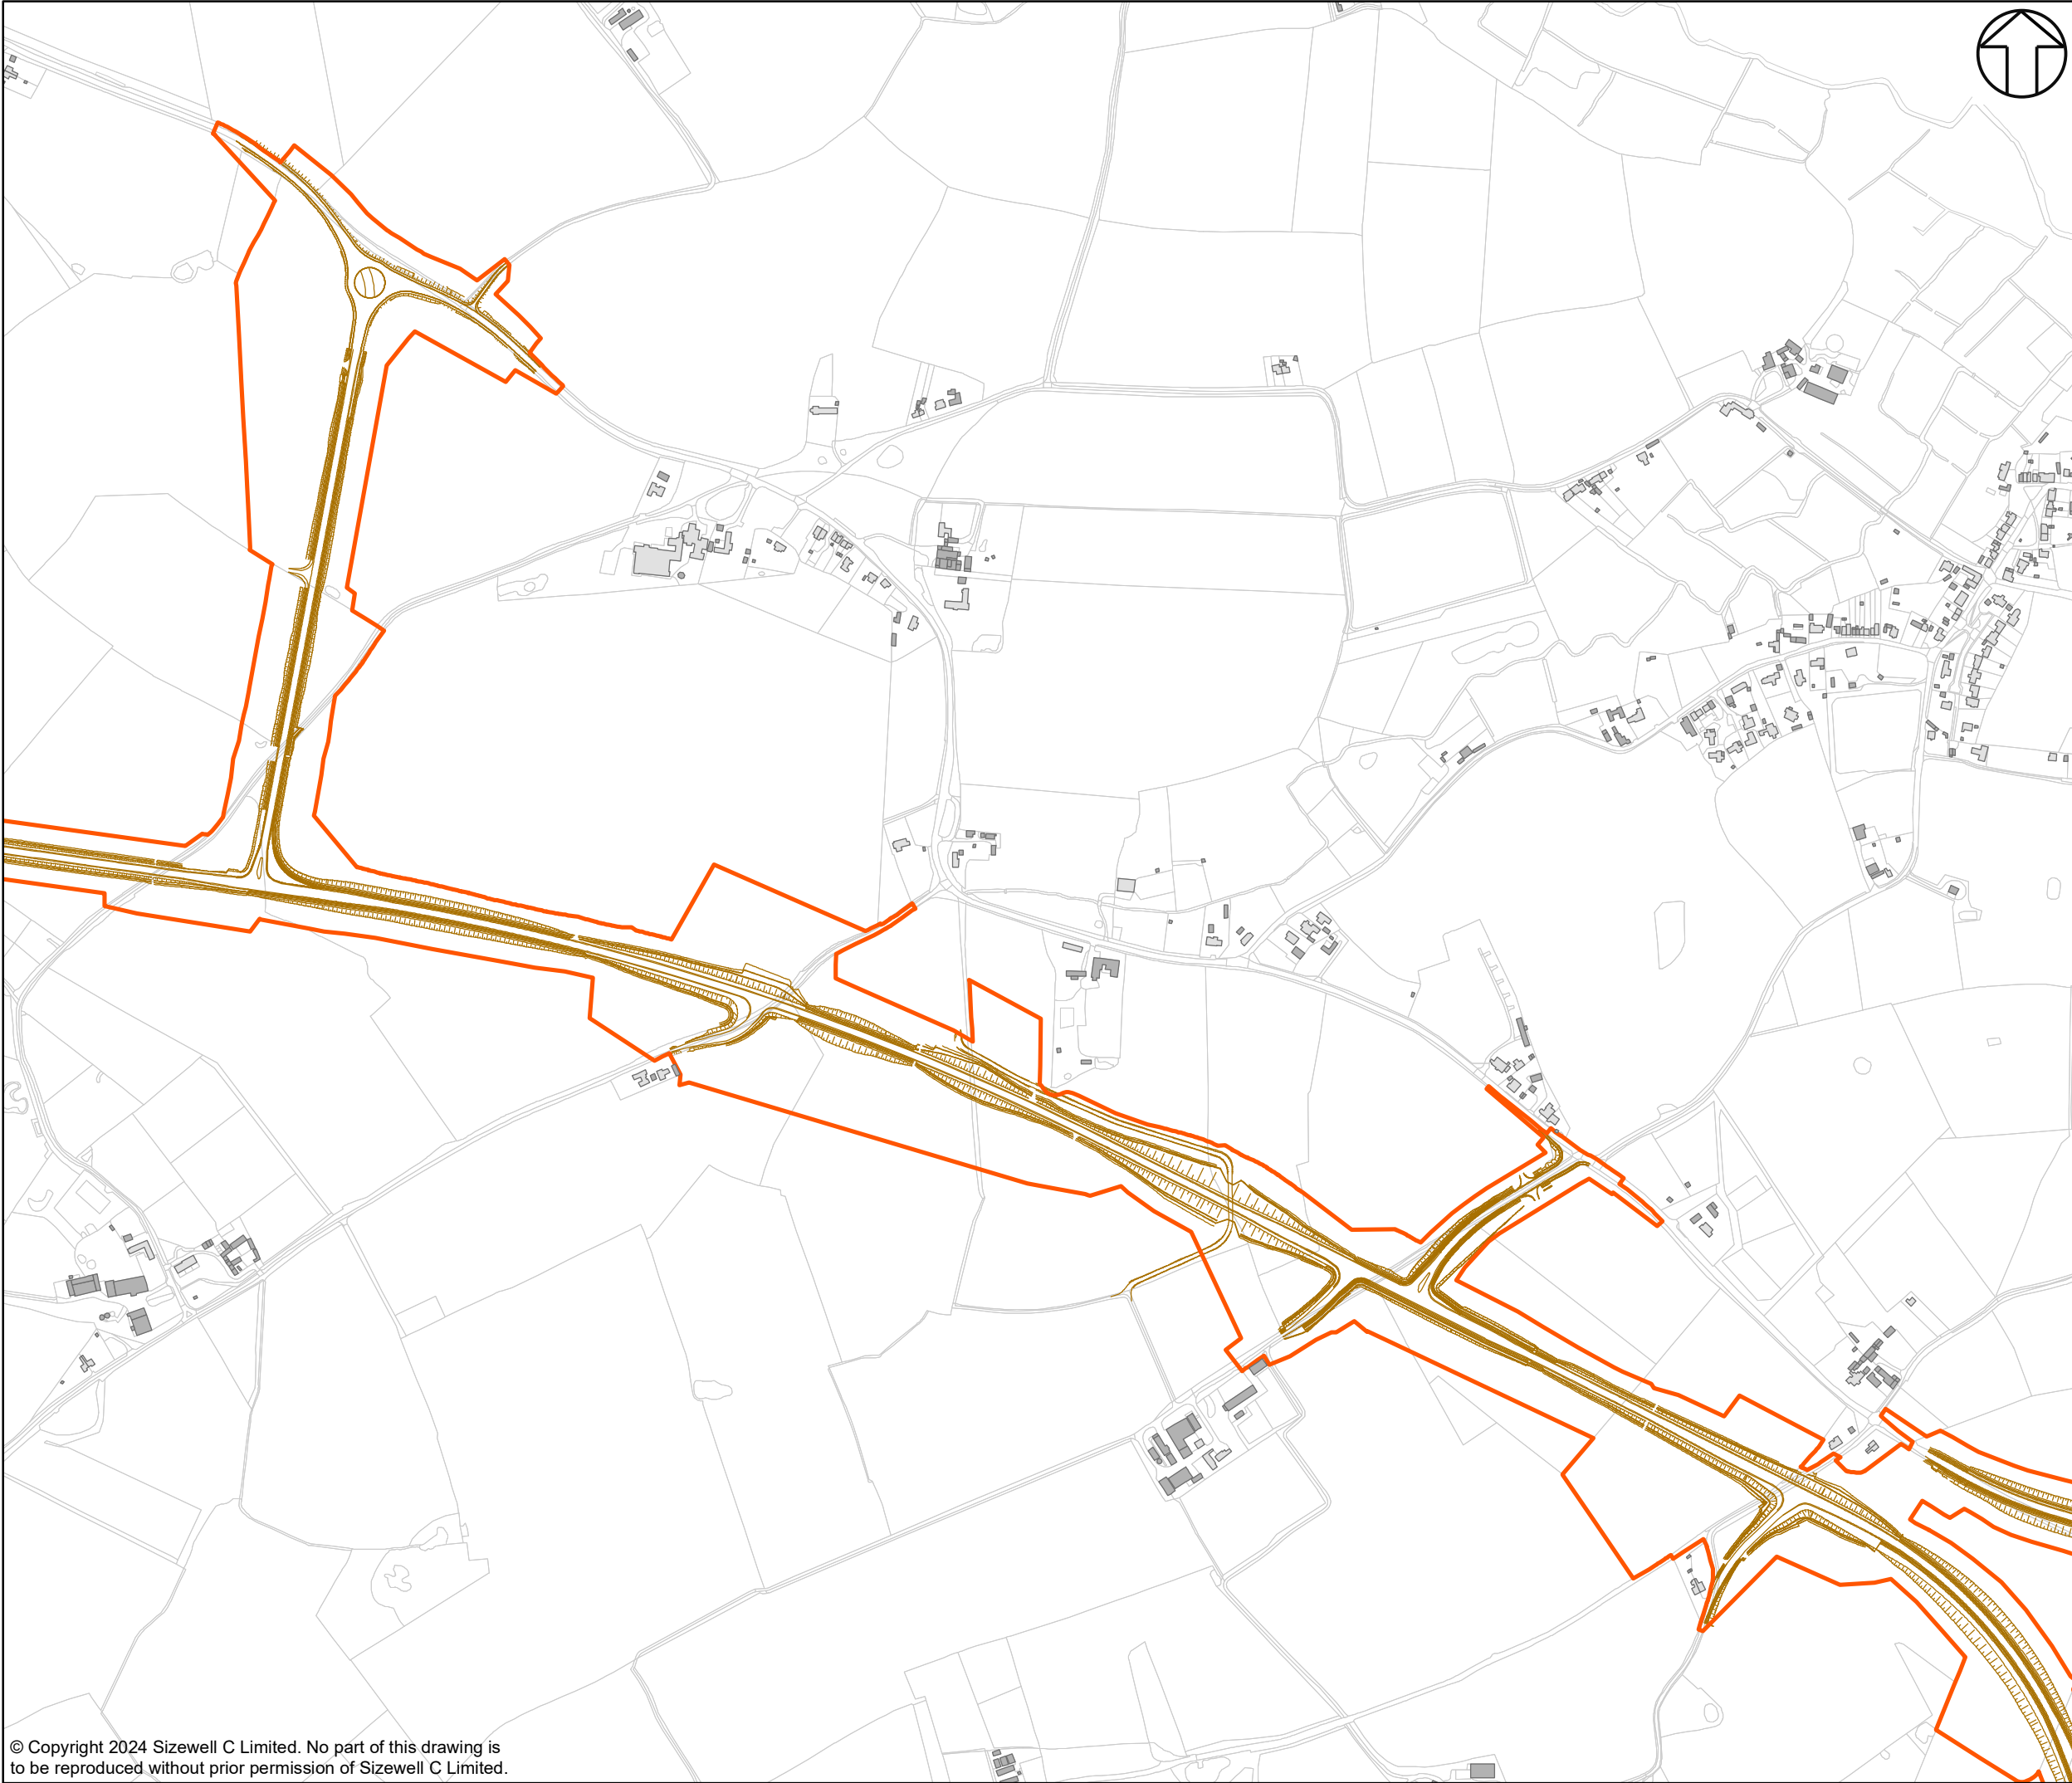 © Copyright 2024 Sizewell C Limited. No part of this drawing is
to be reproduced without prior permission of Sizewell C Limited.